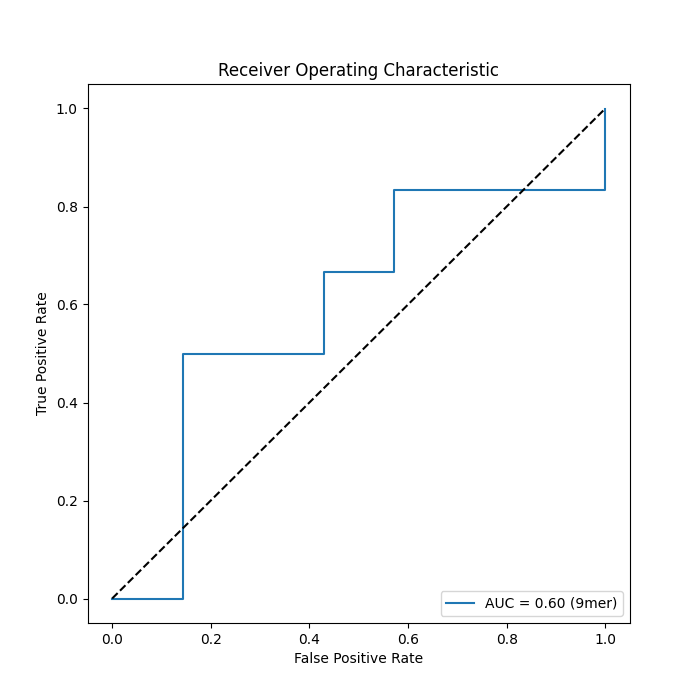 Receiver Operating Characteristic
1.0
0.8
0.6
0.4
0.2
0.0
True Positive Rate
0.0 0.2 0.4 0.6 0.8 1.0
False Positive Rate
AUC = 0.60 (9mer)